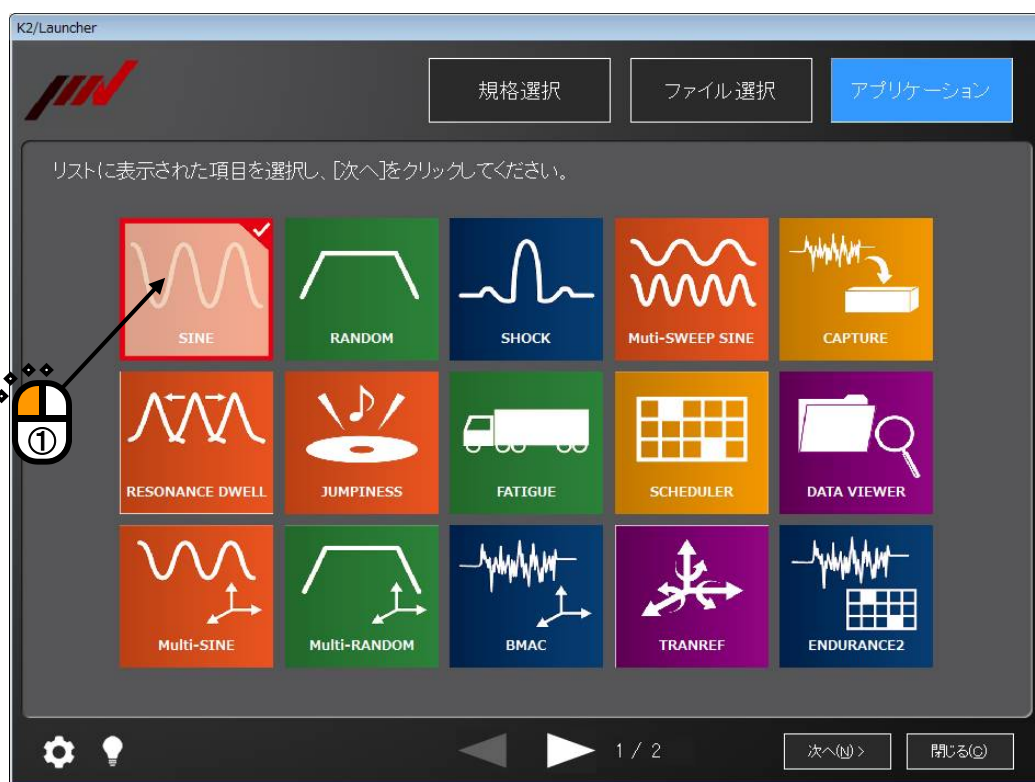 K2/Launcher
規格選択
ファイル選択
アプリケーション
リストに表示された項目を選択し、[次へ]をクリックしてください。
SINE
RANDOM
SHOCK
Muti-SWEEP SINE
CAPTURE
①
RESONANCE DWELL
JUMPINESS
FATIGUE
SCHEDULER
DATA VIEWER
Multi-SINE
Multi-RANDOM
BMAC
TRANREF
ENDURANCE2
1 / 2
次へ(N) >
閉じる(C)